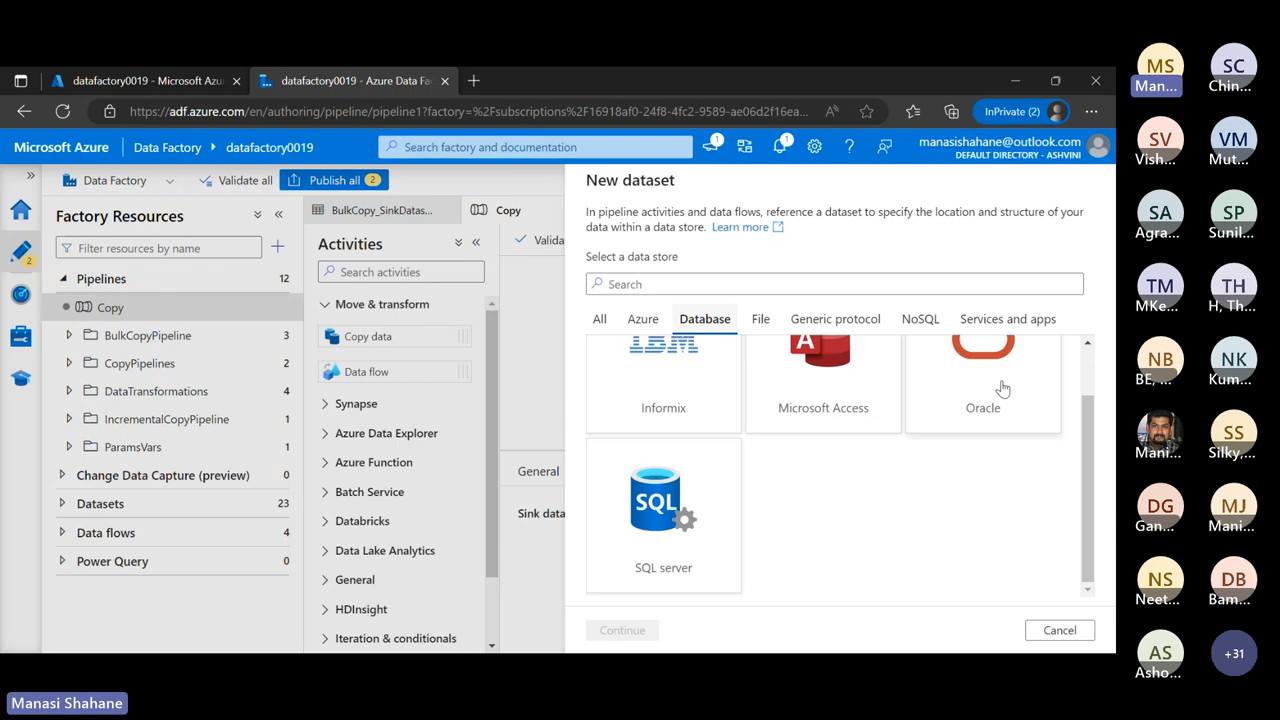 datafactory0019 - Microsoft Azu
datafactory0019 - Azure Data Fa
https://adf.azure.com/en/authoring/pipeline/pipeline1?factory=%2Fsubscriptions%2F16918af0-24f8-4fc2-9589-ae06d2f16ea...
InPrivate (2)
Microsoft Azure
Data Factory
datafactory0019
Search factory and documentation
1
1
manasishahane@outlook.com
DEFAULT DIRECTORY - ASHVINI
Data Factory
Validate all
Publish all 2
2
Factory Resources
Filter resources by name
Pipelines 12
Copy
BulkCopyPipeline 3
CopyPipelines 2
DataTransformations 4
IncrementalCopyPipeline 1
ParamsVars 2
Change Data Capture (preview) 0
Datasets 23
Data flows 4
Power Query 0
BulkCopy_SinkDatas...
Copy
Activities
Search activities
Move & transform
Copy data
Data flow
Synapse
Azure Data Explorer
Azure Function
Batch Service
Databricks
Data Lake Analytics
General
HDInsight
Iteration & conditionals
Valida
General
Sink data
New dataset
In pipeline activities and data flows, reference a dataset to specify the location and structure of your
data within a data store. Learn more
Select a data store
Search
All Azure Database File Generic protocol NoSQL Services and apps
IBM
A
Informix
Microsoft Access
Oracle
SQL
SQL server
Continue
Cancel
MS
Man...
SC
Chin...
SV
Vish...
VM
Mut...
SA
Agra...
SP
Sunil...
TM
MKe...
TH
H, Th...
NB
BE, ...
NK
Kum...
Mani...
SS
Silky,...
DG
Gan...
MJ
Mani...
NS
Neet...
DB
Bam...
AS
Asho...
+31
Manasi Shahane